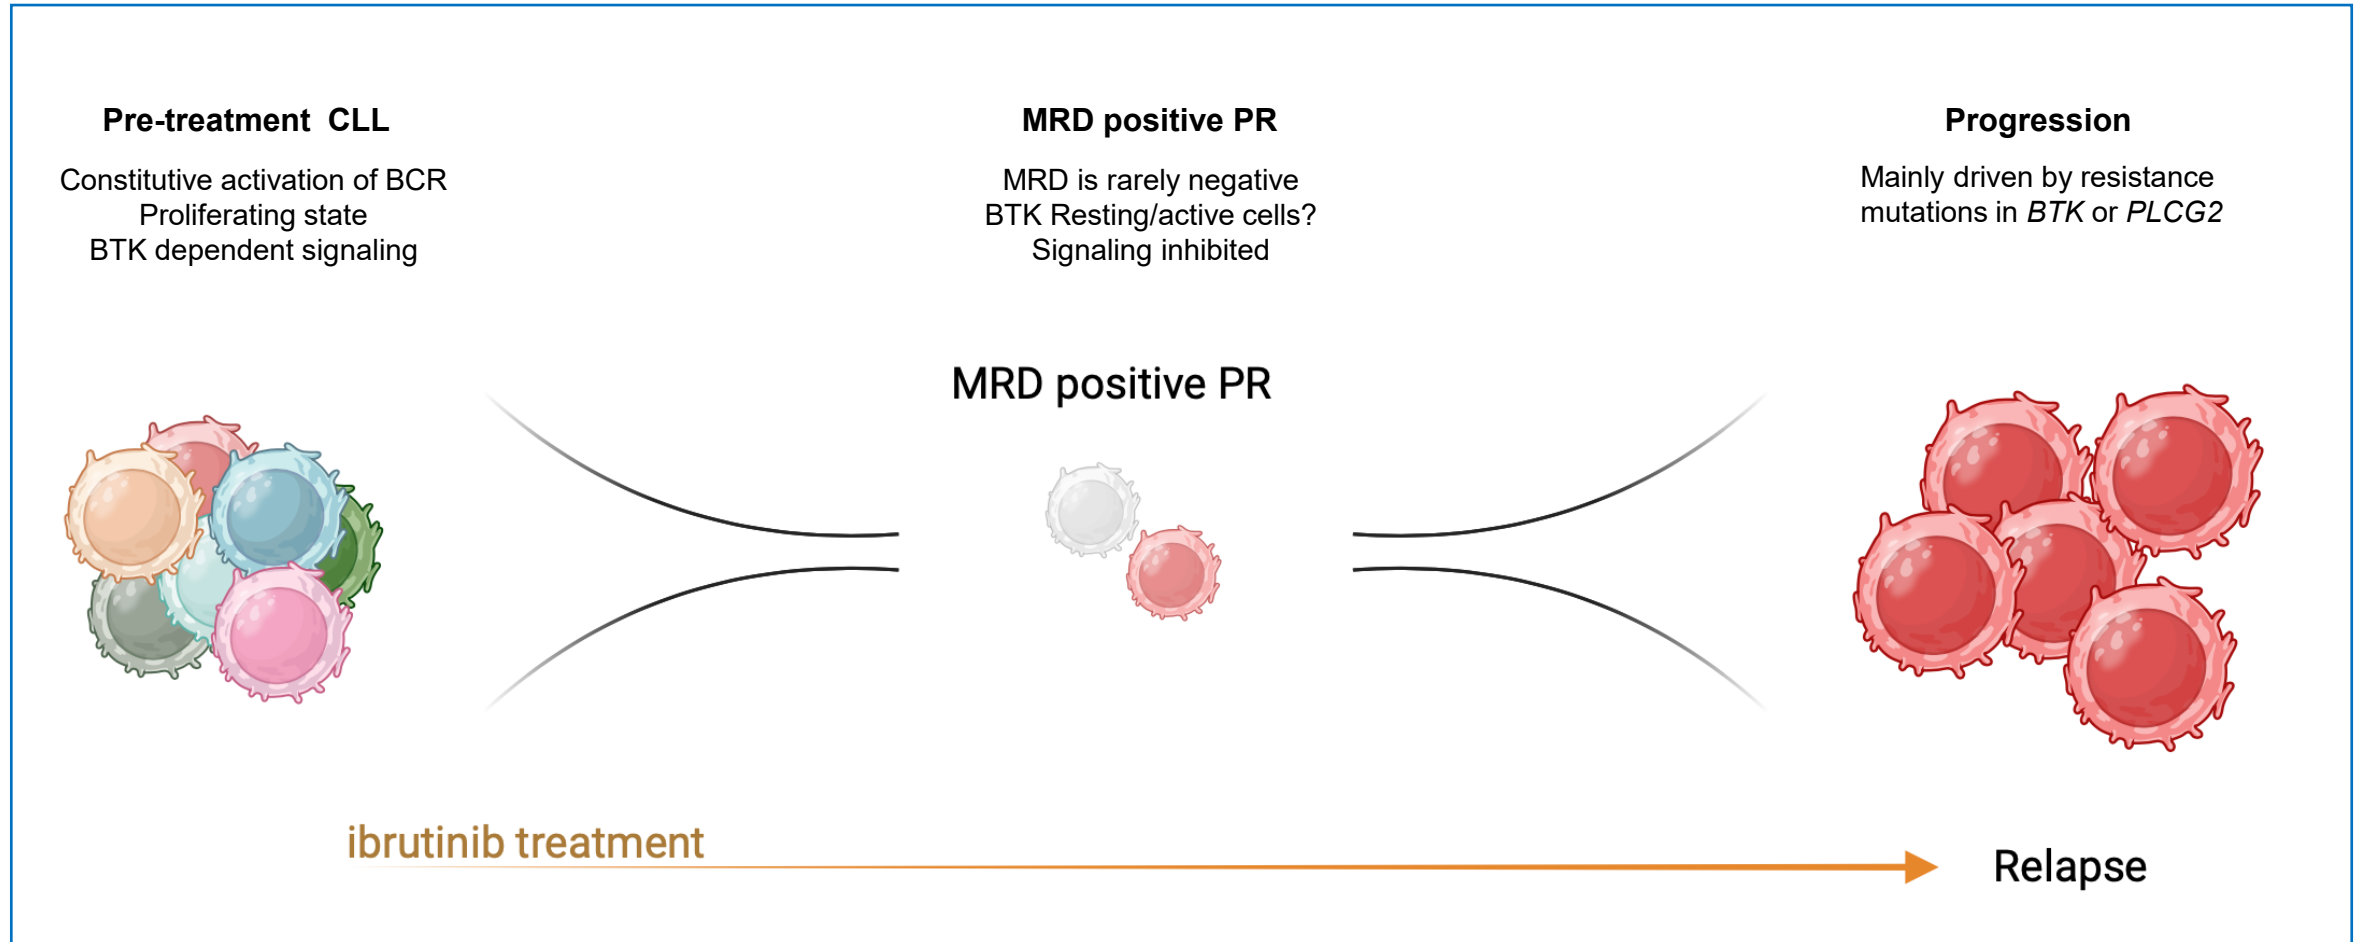 Pre-treatment CLL
Constitutive activation of BCR
Proliferating state
BTK dependent signaling
MRD positive PR
MRD is rarely negative
BTK Resting/active cells?
Signaling inhibited
Progression
Mainly driven by resistance
mutations in BTK or PLCG2
MRD positive PR
ibrutinib treatment
Relapse